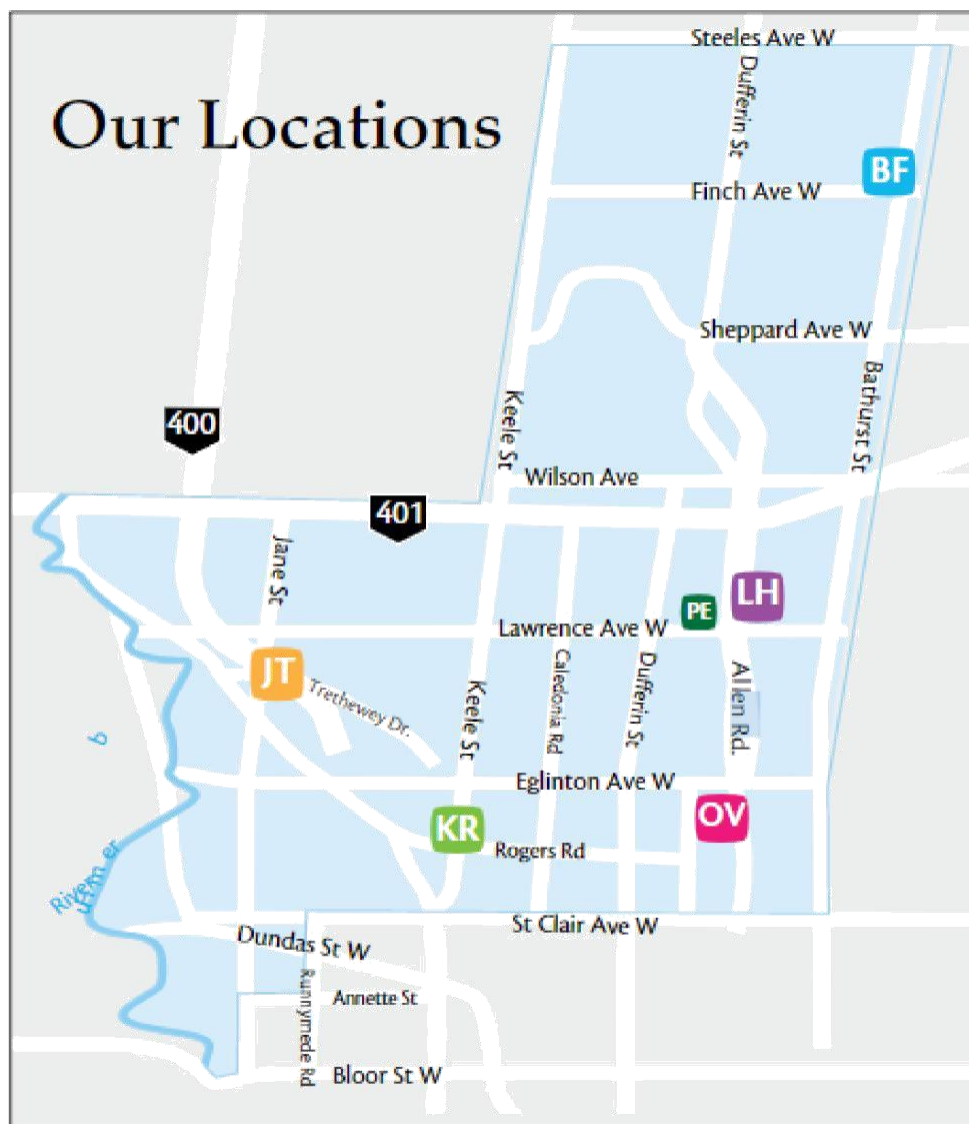 Steeles Ave W
Dufferin St
Our Locations
BF
Finch Ave W
Sheppard Ave W
Bathurst St
Keele St
400
Wilson Ave
401
Jane St
LH
PE
Lawrence Ave W
JT
Trethewey Dr.
Keele St
Caledonia Rd
Dufferin St
Allen Rd.
Eglinton Ave W
OV
KR
Rogers Rd
St Clair Ave W
Dundas St W
Runnymede Rd
Annette St
Bloor St W